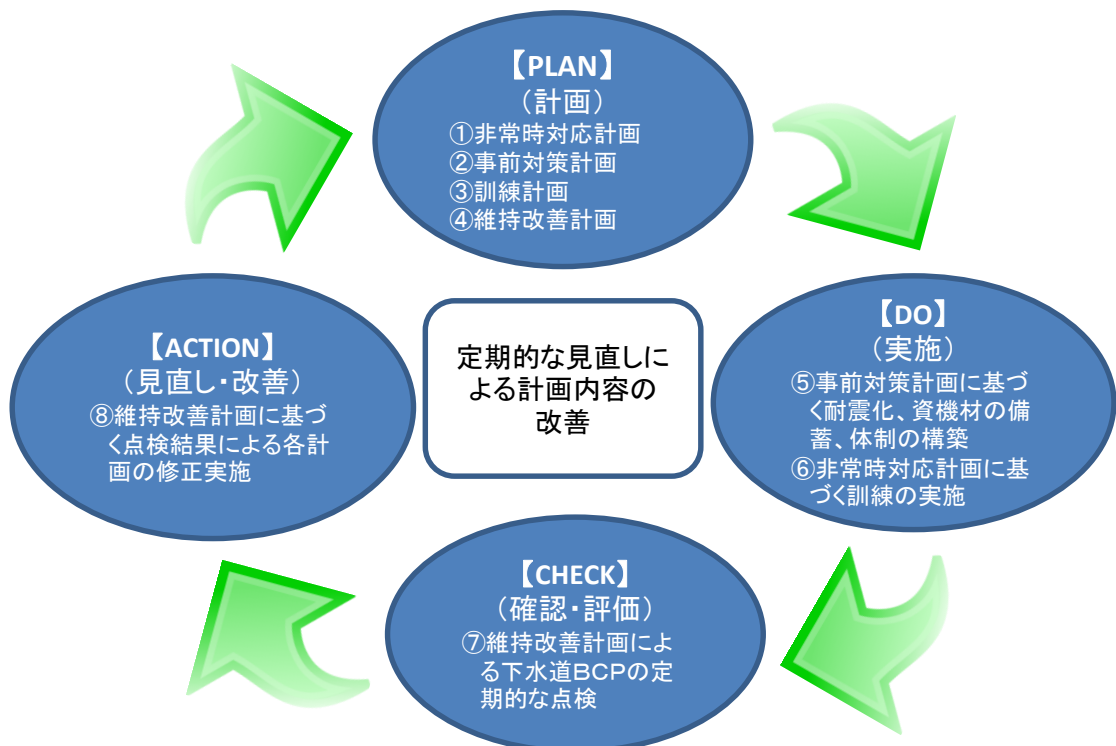 【PLAN】
（計画）
①非常時対応計画
②事前対策計画
③訓練計画
④維持改善計画
【DO】
（実施）
⑤事前対策計画に基づ
く耐震化、資機材の備
蓄、体制の構築
⑥非常時対応計画に基
づく訓練の実施
【CHECK】
（確認・評価）
⑦維持改善計画によ
る下水道ＢＣＰの定
期的な点検
【ACTION】
（見直し・改善）
⑧維持改善計画に基づ
く点検結果による各計
画の修正実施
定期的な見直しに
よる計画内容の
改善